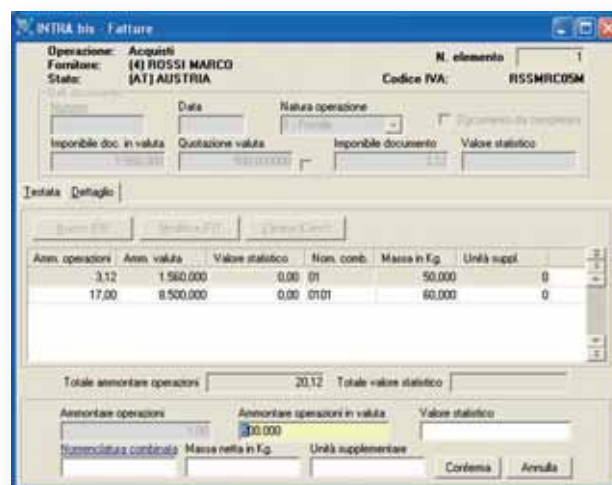 INTRA bis - Fatture
Operazione: Acquisti
Fornitore: (4) ROSSI MARCO
Stato: [AT] AUSTRIA
N. elemento 1
Codice IVA: RSSMRC05M
Data Natura operazione
Imponibile doc. in valuta Quotazione valuta Imponibile documento Valore statistico
Testata Dettaglio
Amm. operazioni Amm. valuta Valore statistico Nom. comb. Massa in Kg. Unità suppl.
3,12 1.560,000 0,00 01 50,000 0
17,00 8.500,000 0,00 0101 60,000 0
Totale ammontare operazioni 20,12 Totale valore statistico
Ammontare operazioni Ammontare operazioni in valuta Valore statistico
00.000
Nomenclatura combinata Massa netta in Kg. Unità supplementare
Conferma Annulla